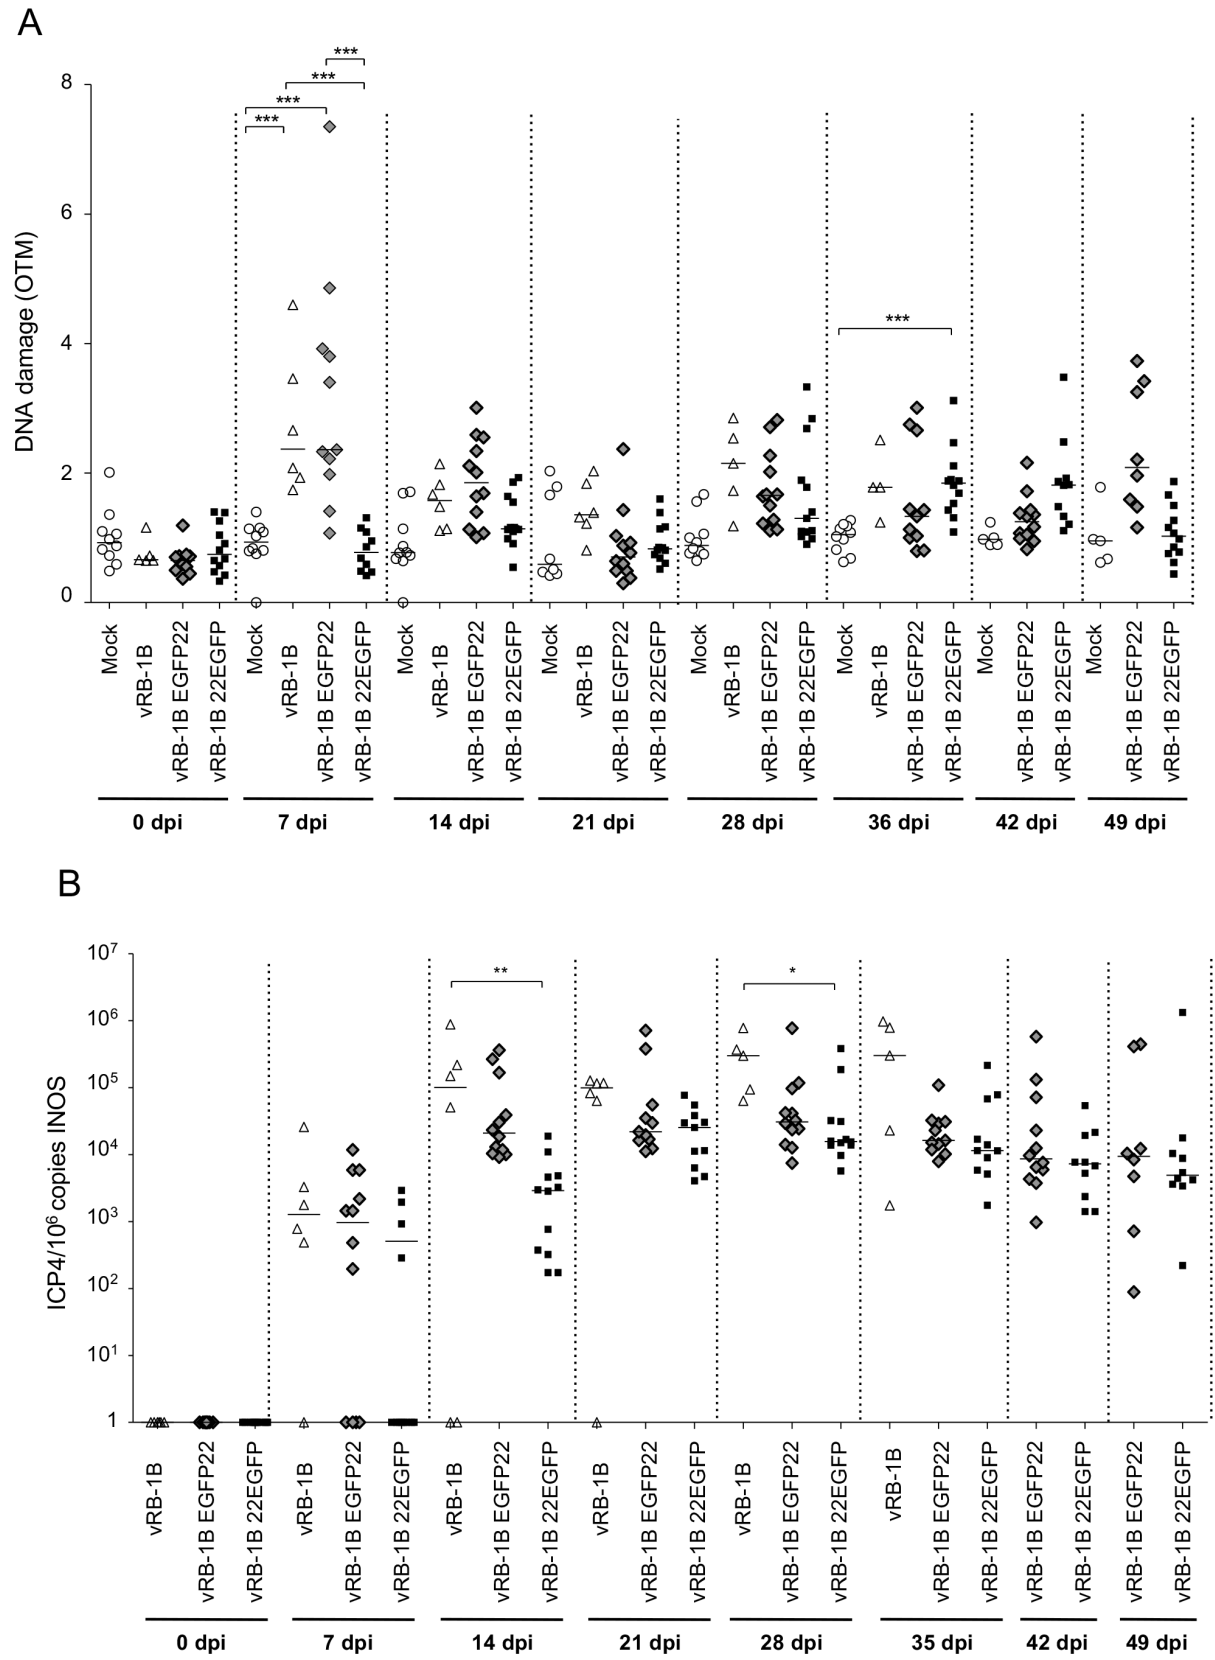 A
***
***
***
***
***
8
6
4
2
0
DNA damage (OTM)
Mock
vRB-1B
vRB-1B EGFP22
vRB-1B 22EGFP
Mock
vRB-1B
vRB-1B EGFP22
vRB-1B 22EGFP
Mock
vRB-1B
vRB-1B EGFP22
vRB-1B 22EGFP
Mock
vRB-1B
vRB-1B EGFP22
vRB-1B 22EGFP
Mock
vRB-1B
vRB-1B EGFP22
vRB-1B 22EGFP
Mock
vRB-1B
vRB-1B EGFP22
vRB-1B 22EGFP
Mock
vRB-1B EGFP22
vRB-1B 22EGFP
Mock
vRB-1B EGFP22
vRB-1B 22EGFP
0 dpi 7 dpi 14 dpi 21 dpi 28 dpi 36 dpi 42 dpi 49 dpi
B
10⁷
10⁶
10⁵
10⁴
10³
10²
10¹
1
** *
ICP4/10⁶ copies INOS
vRB-1B
vRB-1B EGFP22
vRB-1B 22EGFP
vRB-1B
vRB-1B EGFP22
vRB-1B 22EGFP
vRB-1B
vRB-1B EGFP22
vRB-1B 22EGFP
vRB-1B
vRB-1B EGFP22
vRB-1B 22EGFP
vRB-1B
vRB-1B EGFP22
vRB-1B 22EGFP
vRB-1B
vRB-1B EGFP22
vRB-1B 22EGFP
vRB-1B EGFP22
vRB-1B 22EGFP
vRB-1B EGFP22
vRB-1B 22EGFP
0 dpi 7 dpi 14 dpi 21 dpi 28 dpi 35 dpi 42 dpi 49 dpi